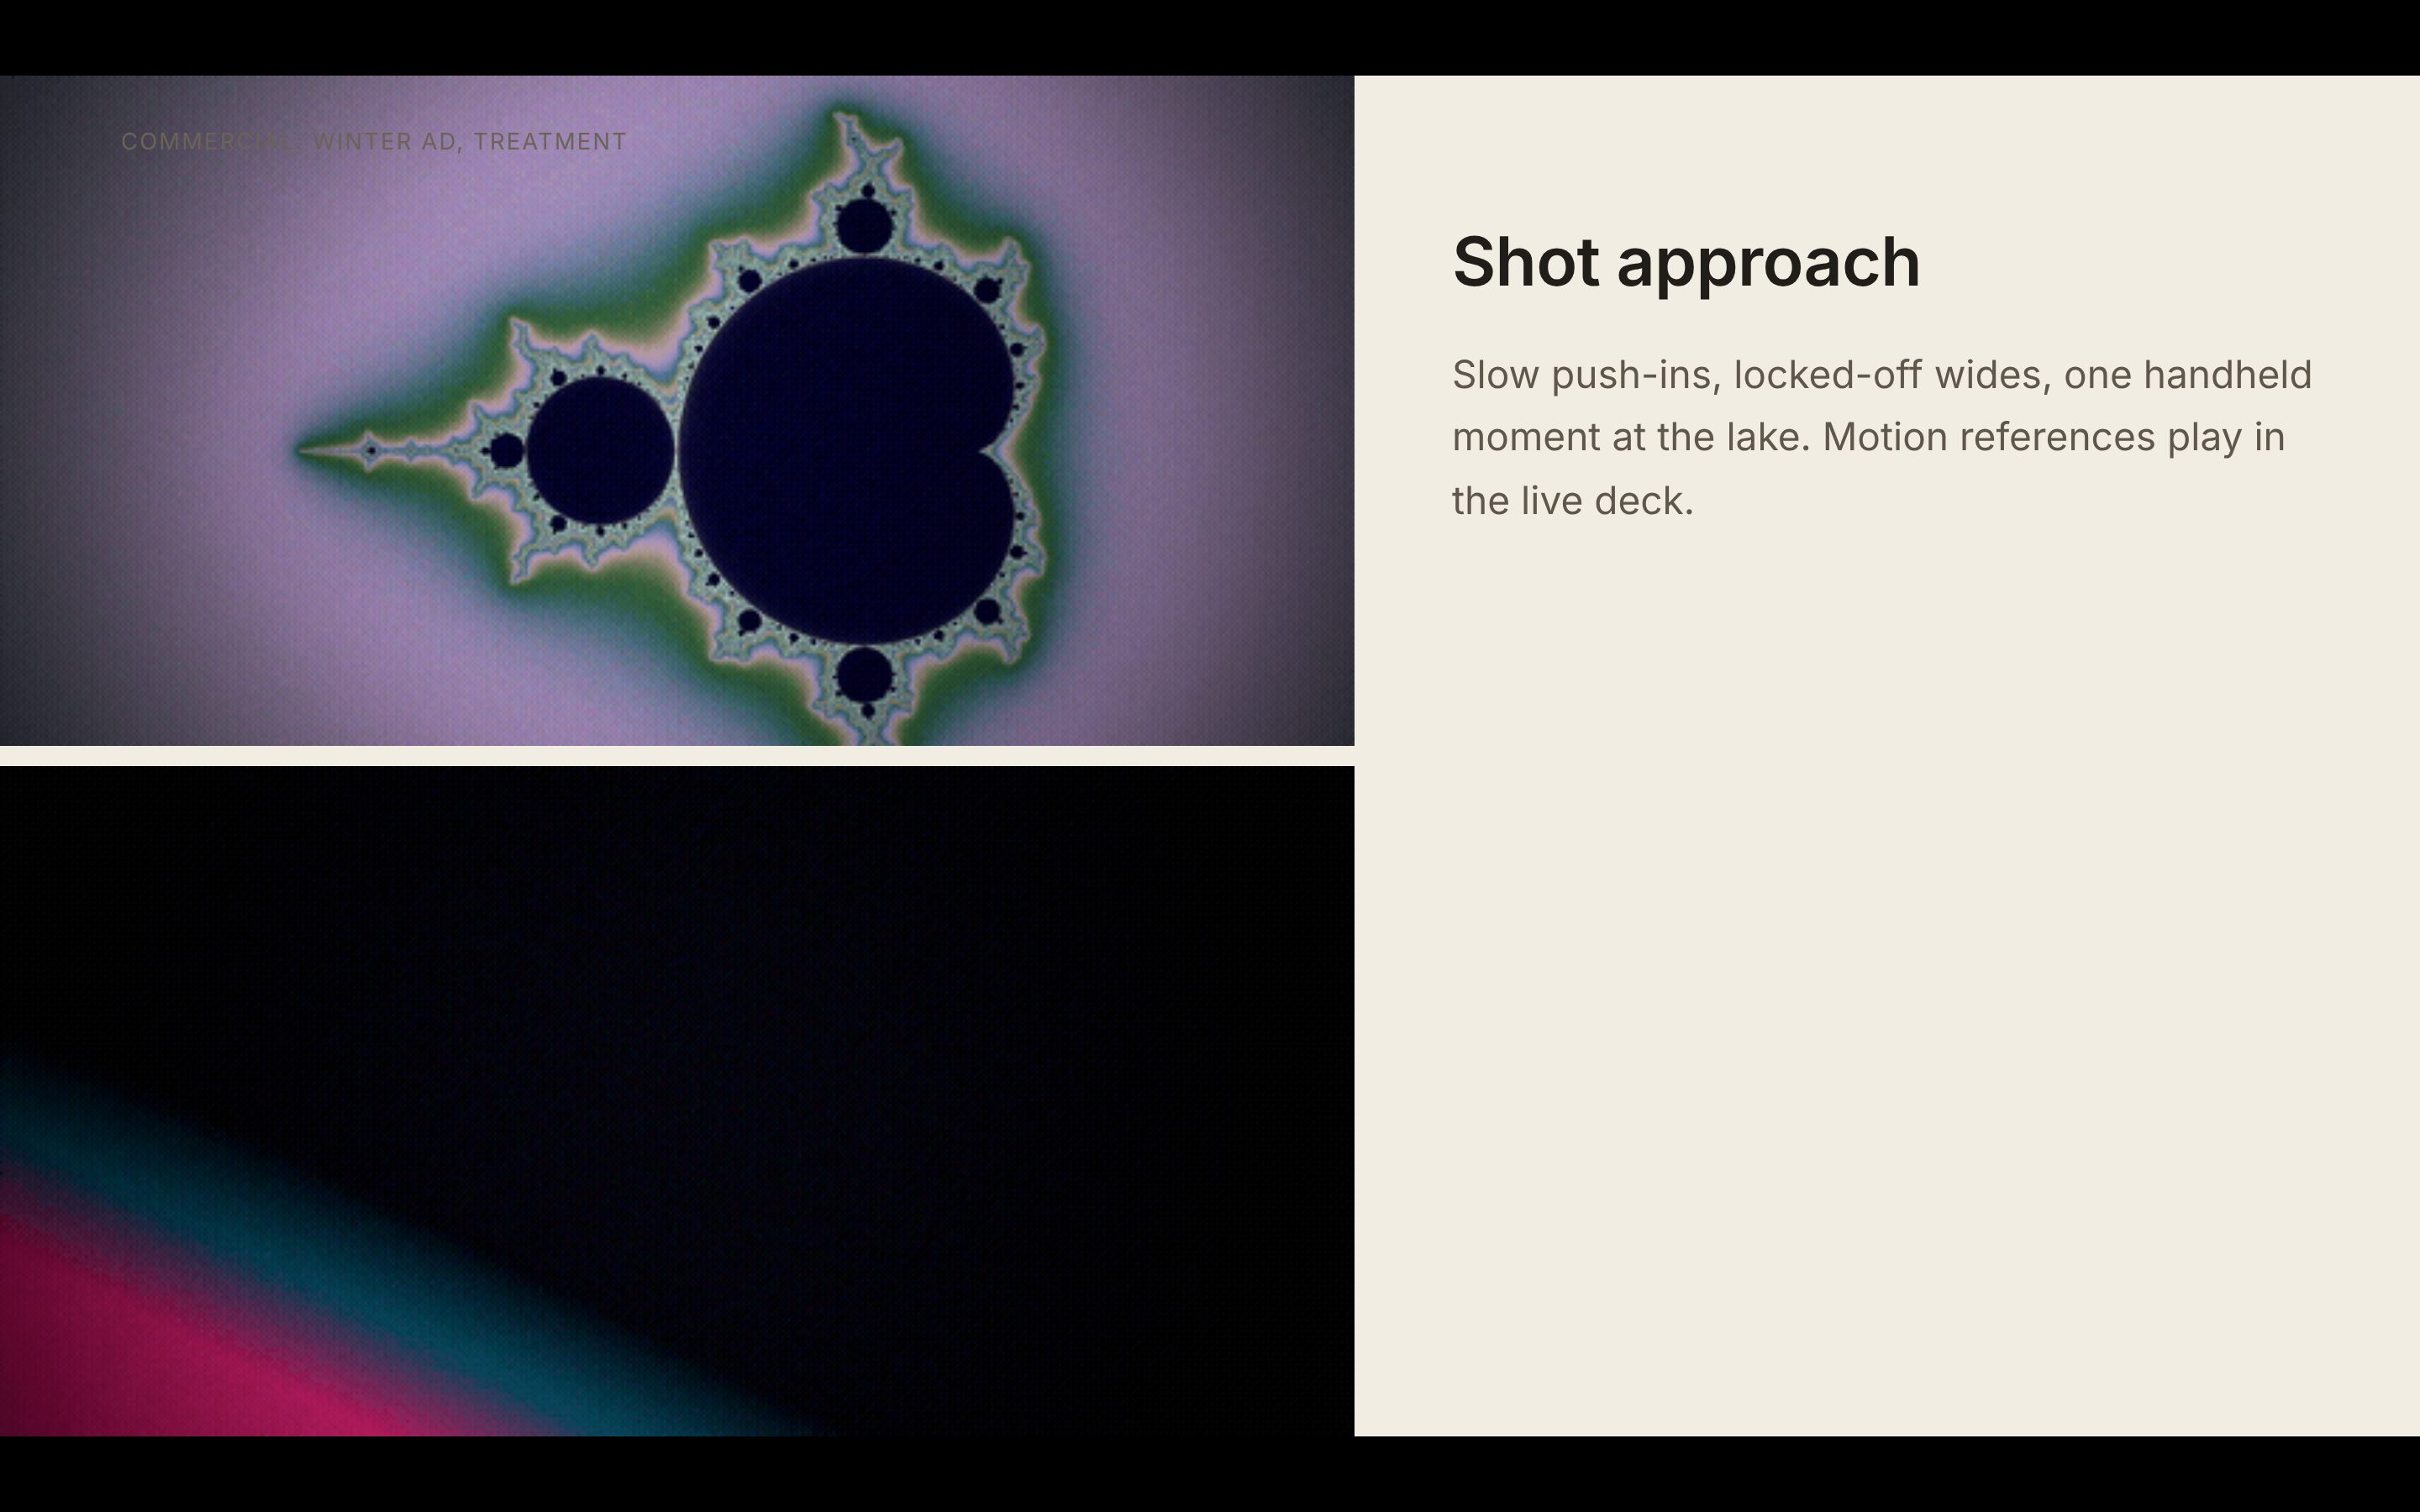 COMMERCIAL, WINTER AD, TREATMENT
Shot approach
Slow push-ins, locked-off wides, one handheld
moment at the lake. Motion references play in
the live deck.